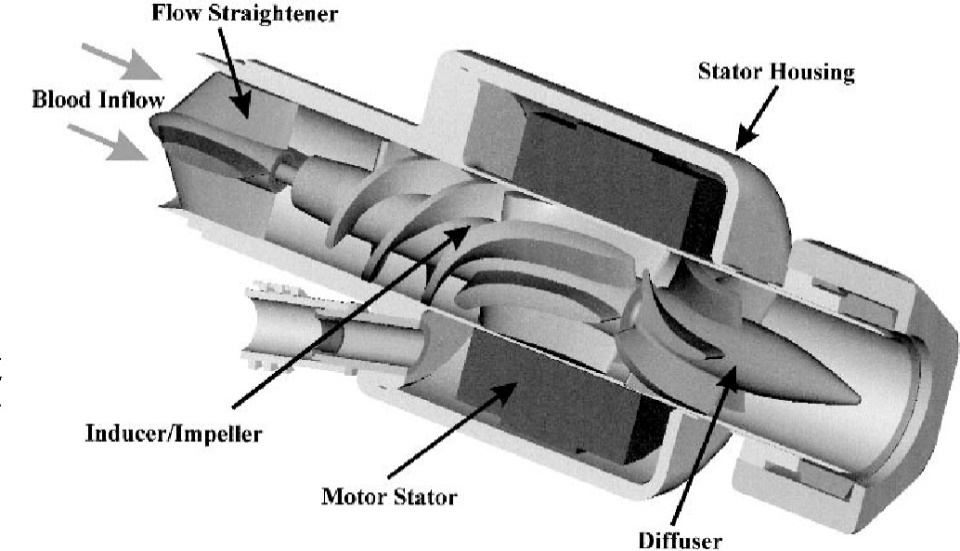 Flow Straightener
Stator Housing
Blood Inflow
Inducer/Impeller
Motor Stator
Diffuser